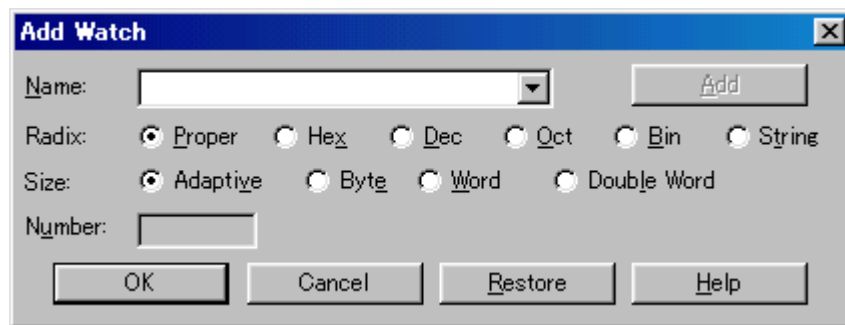 Add Watch
Name: Add
Radix: Proper Hex Dec Oct Bin String
Size: Adaptive Byte Word Double Word
Number:
OK Cancel Restore Help